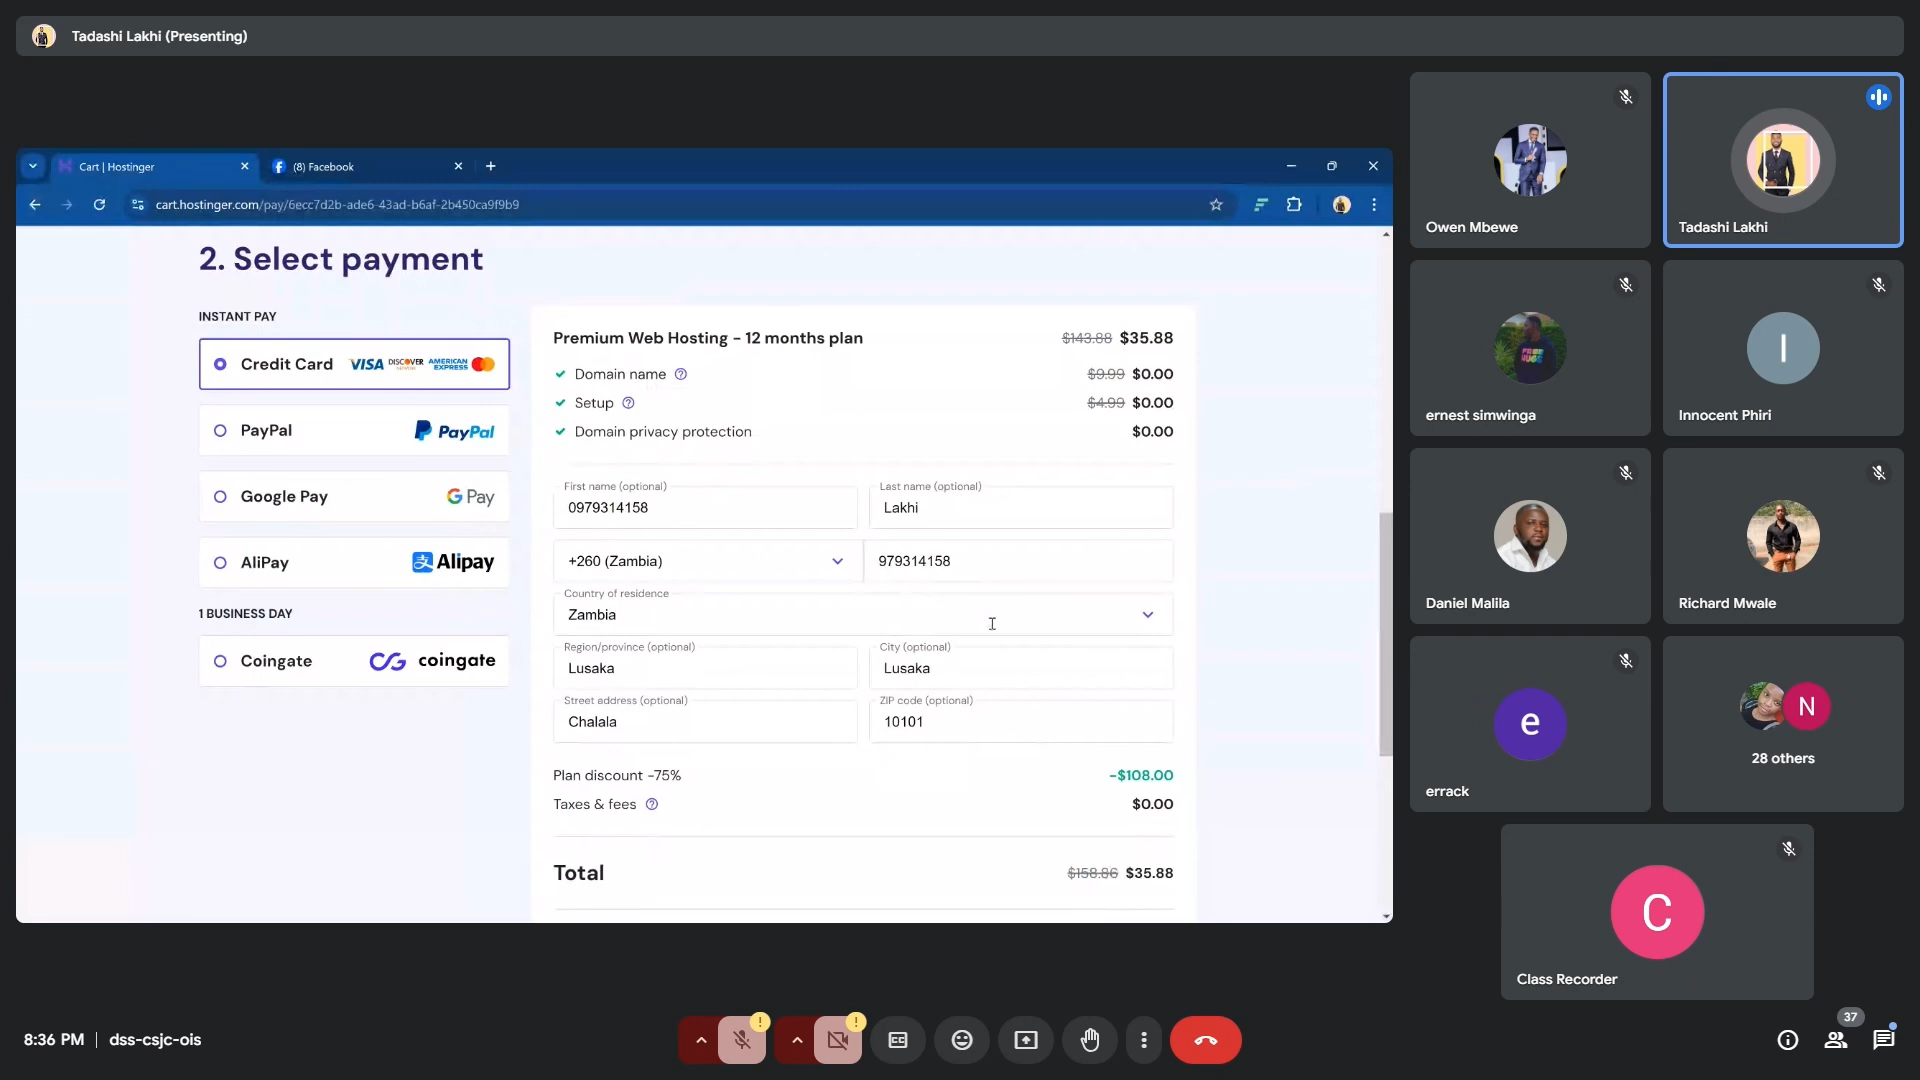 Tadashi Lakhi (Presenting)
Cart | Hostinger
(8) Facebook
cart.hostinger.com/pay/6ecc7d2b-ade6-43ad-b6af-2b450ca9f9b9
2. Select payment
INSTANT PAY
Credit Card VISA DISCOVER AMERICAN EXPRESS
PayPal PayPal
Google Pay G Pay
AliPay Alipay
1 BUSINESS DAY
Coingate coingate
Premium Web Hosting - 12 months plan $143.88 $35.88
Domain name $9.99 $0.00
Setup $4.99 $0.00
Domain privacy protection $0.00
First name (optional) Last name (optional)
0979314158 Lakhi
+260 (Zambia) 979314158
Country of residence
Zambia
Region/province (optional) City (optional)
Lusaka Lusaka
Street address (optional) ZIP code (optional)
Chalala 10101
Plan discount -75% -$108.00
Taxes & fees $0.00
Total $158.86 $35.88
Owen Mbewe
Tadashi Lakhi
ernest simwinga
I
Innocent Phiri
Daniel Malila
Richard Mwale
e
errack
N
28 others
C
Class Recorder
8:36 PM | dss-csjc-ois
37